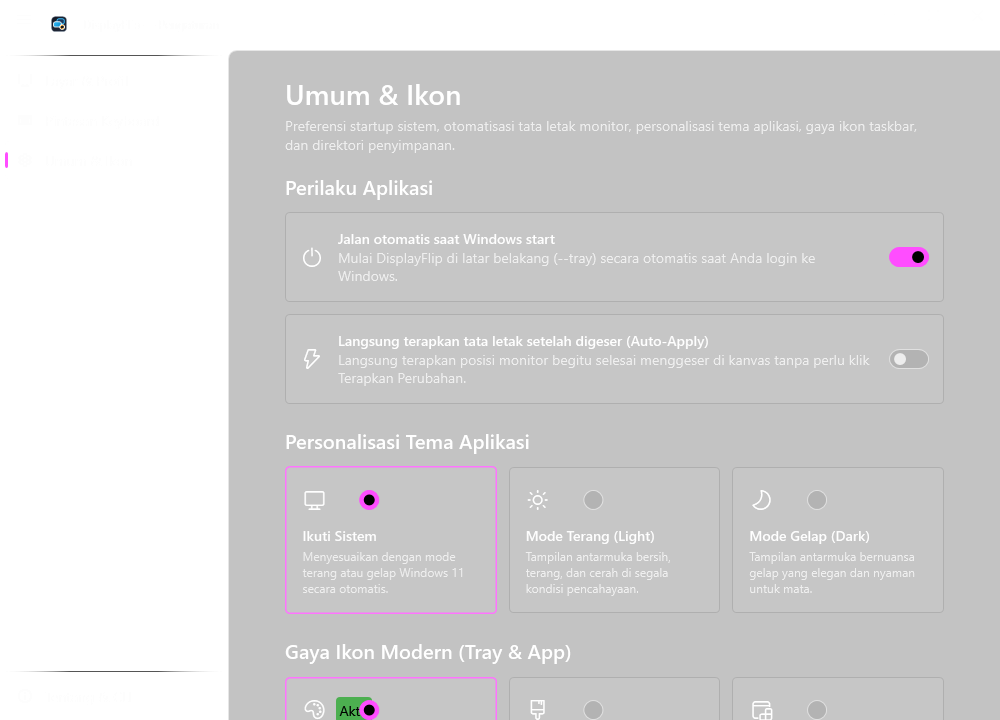 Umum & Ikon
Preferensi startup sistem, otomatisasi tata letak monitor, personalisasi tema aplikasi, gaya ikon taskbar,
dan direktori penyimpanan.
Perilaku Aplikasi
Jalan otomatis saat Windows start
Mulai DisplayFlip di latar belakang (--tray) secara otomatis saat Anda login ke
Windows.
Langsung terapkan tata letak setelah digeser (Auto-Apply)
Langsung terapkan posisi monitor begitu selesai menggeser di kanvas tanpa perlu klik
Terapkan Perubahan.
Personalisasi Tema Aplikasi
Ikuti Sistem
Menyesuaikan dengan mode
terang atau gelap Windows 11
secara otomatis.
Mode Terang (Light)
Tampilan antarmuka bersih,
terang, dan cerah di segala
kondisi pencahayaan.
Mode Gelap (Dark)
Tampilan antarmuka bernuansa
gelap yang elegan dan nyaman
untuk mata.
Gaya Ikon Modern (Tray & App)
Akt